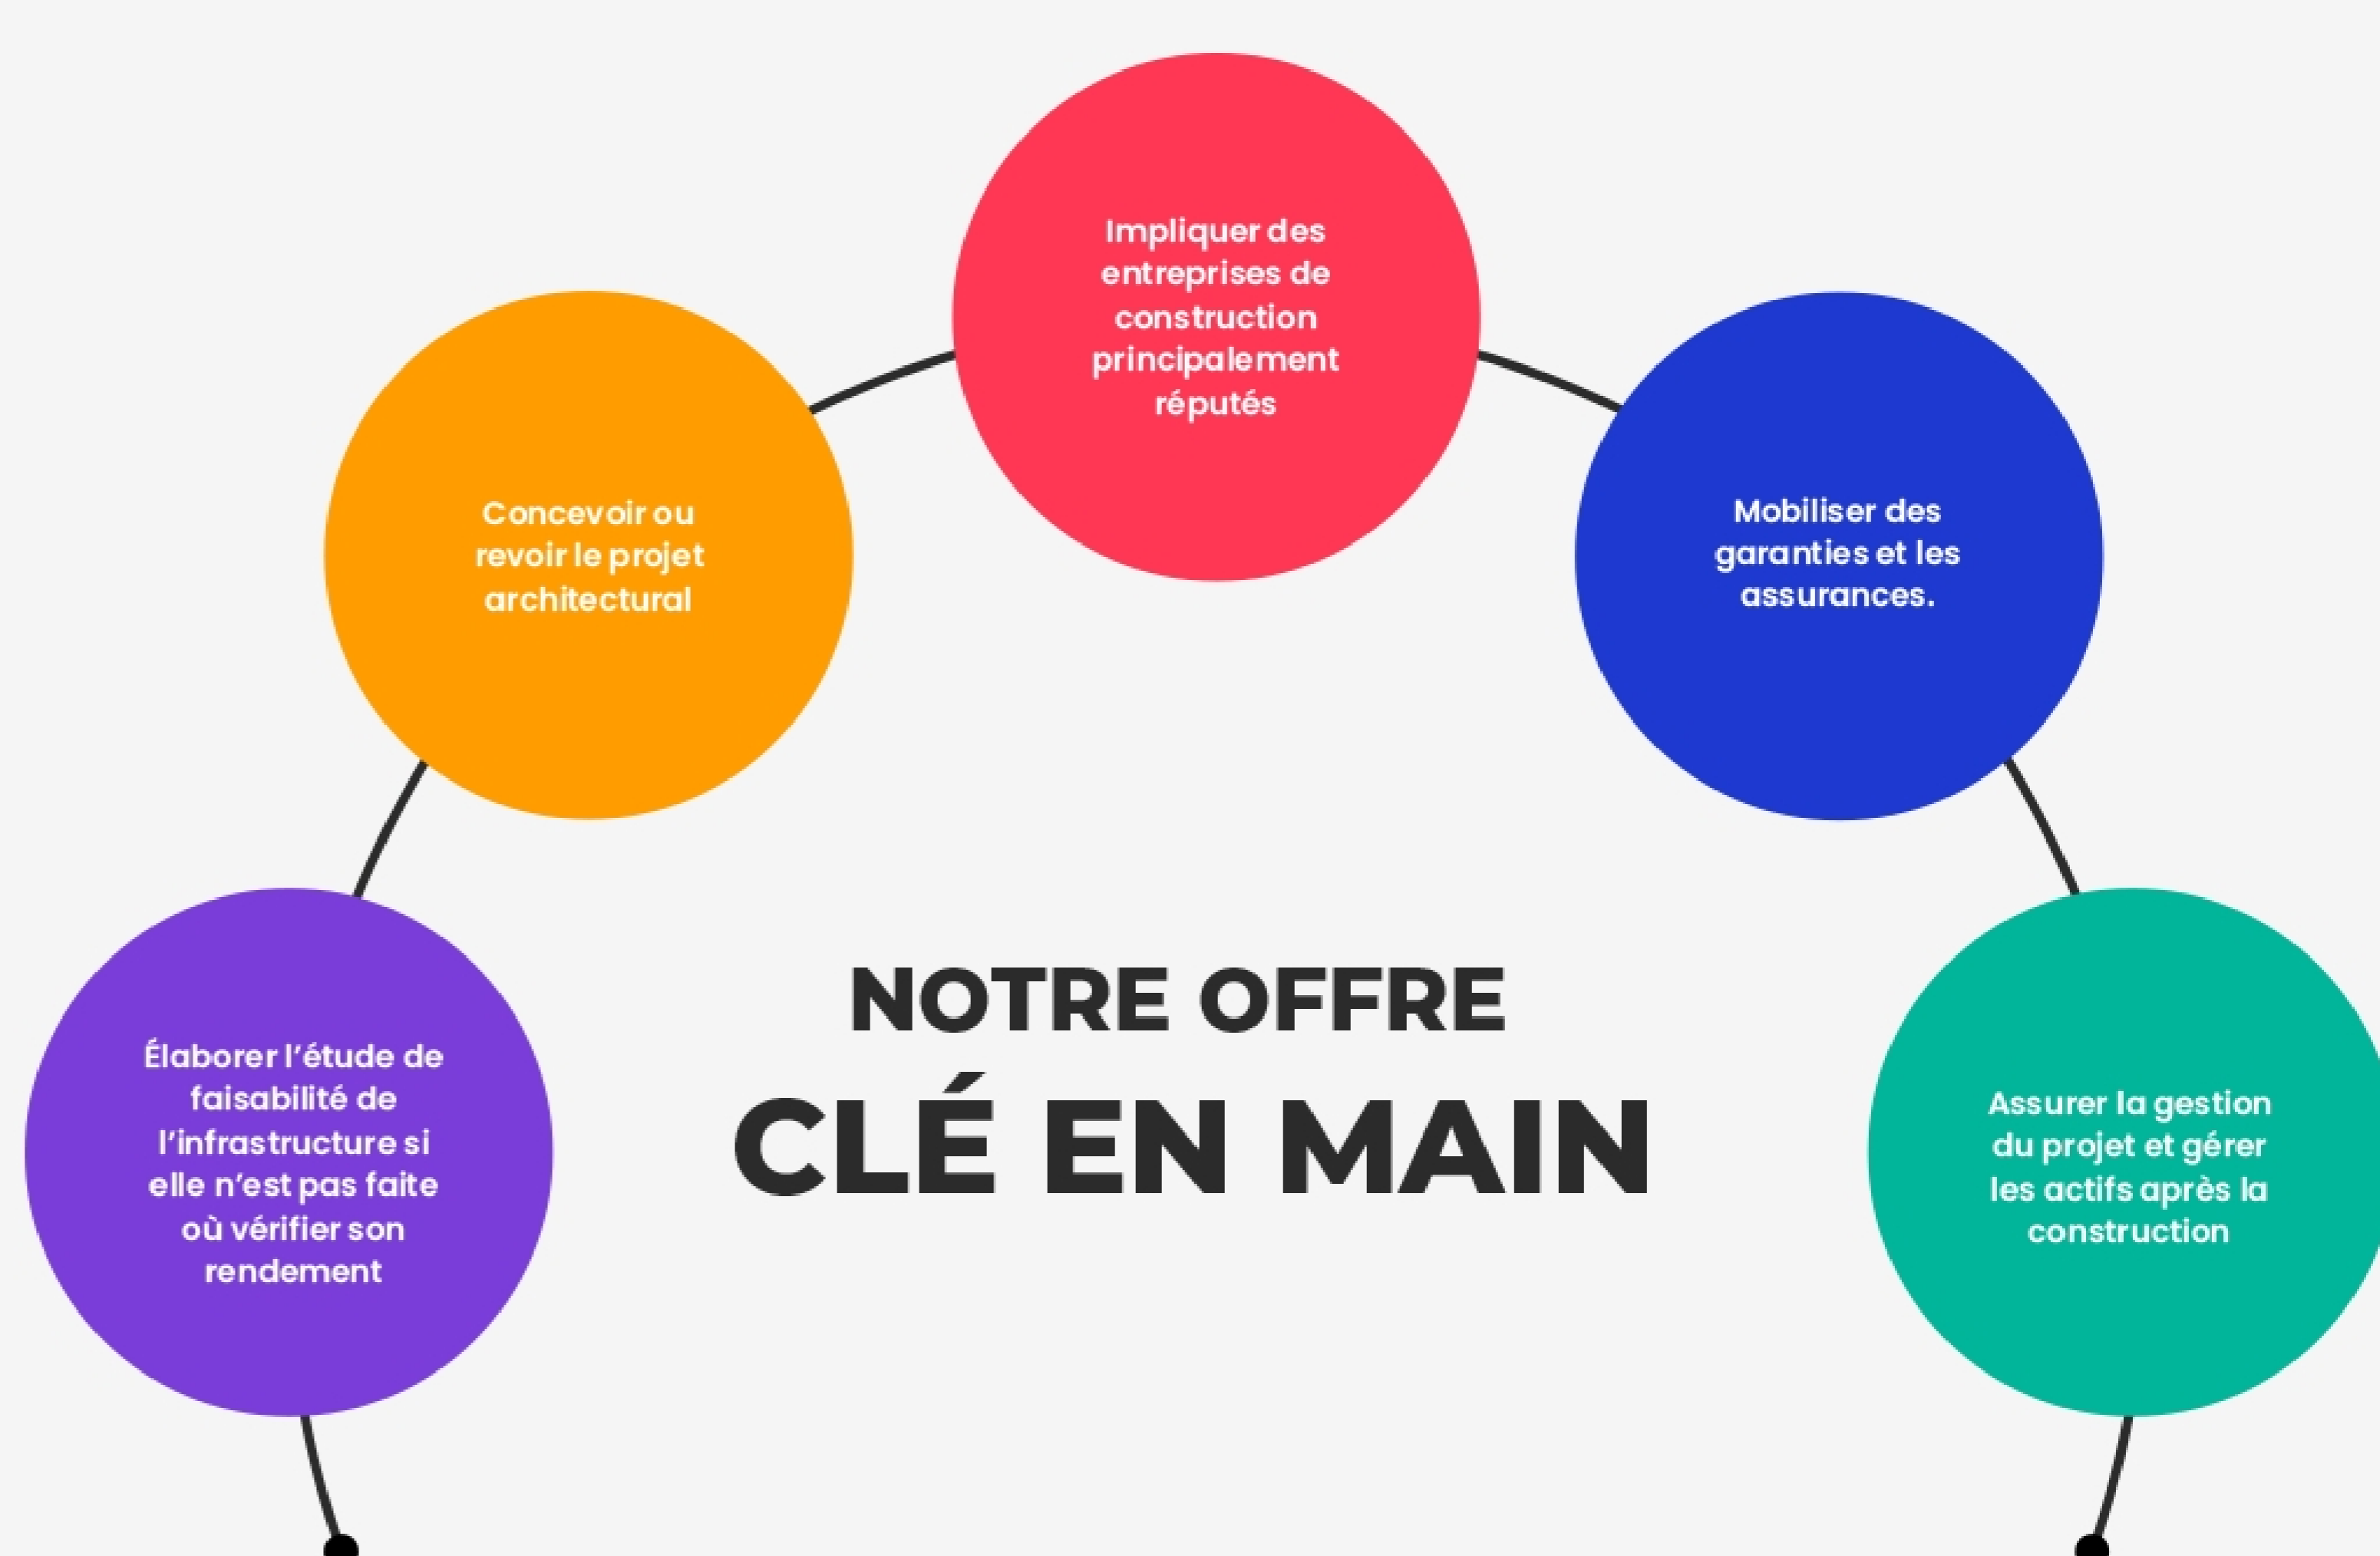 Élaborer l’étude de
faisabilité de
l’infrastructure si
elle n’est pas faite
où vérifier son
rendement
Concevoir ou
revoir le projet
architectural
Impliquer des
entreprises de
construction
principalement
réputés
Mobiliser des
garanties et les
assurances.
Assurer la gestion
du projet et gérer
les actifs après la
construction
NOTRE OFFRE
CLÉ EN MAIN